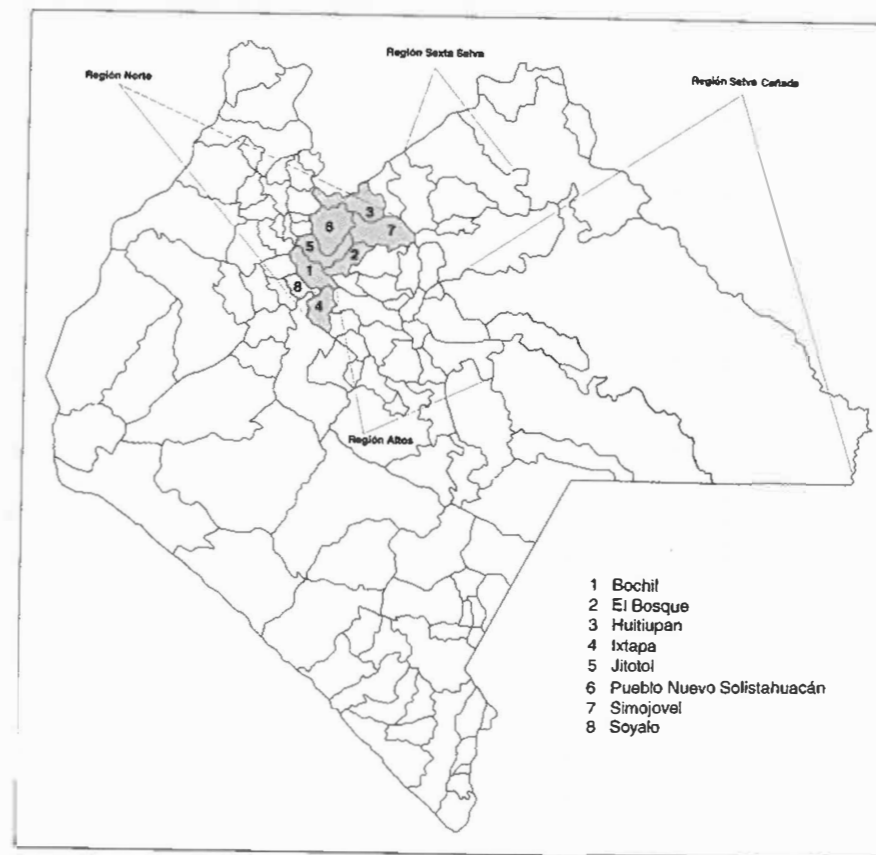 Región Sexta Selva
Región Norte
Región Selva Cañada
3
6
7
5
2
1
8
4
Región Altos
1 Bochil
2 El Bosque
3 Huitiupan
4 Ixtapa
5 Jitotol
6 Pueblo Nuevo Solistahuacán
7 Simojovel
8 Soyalo